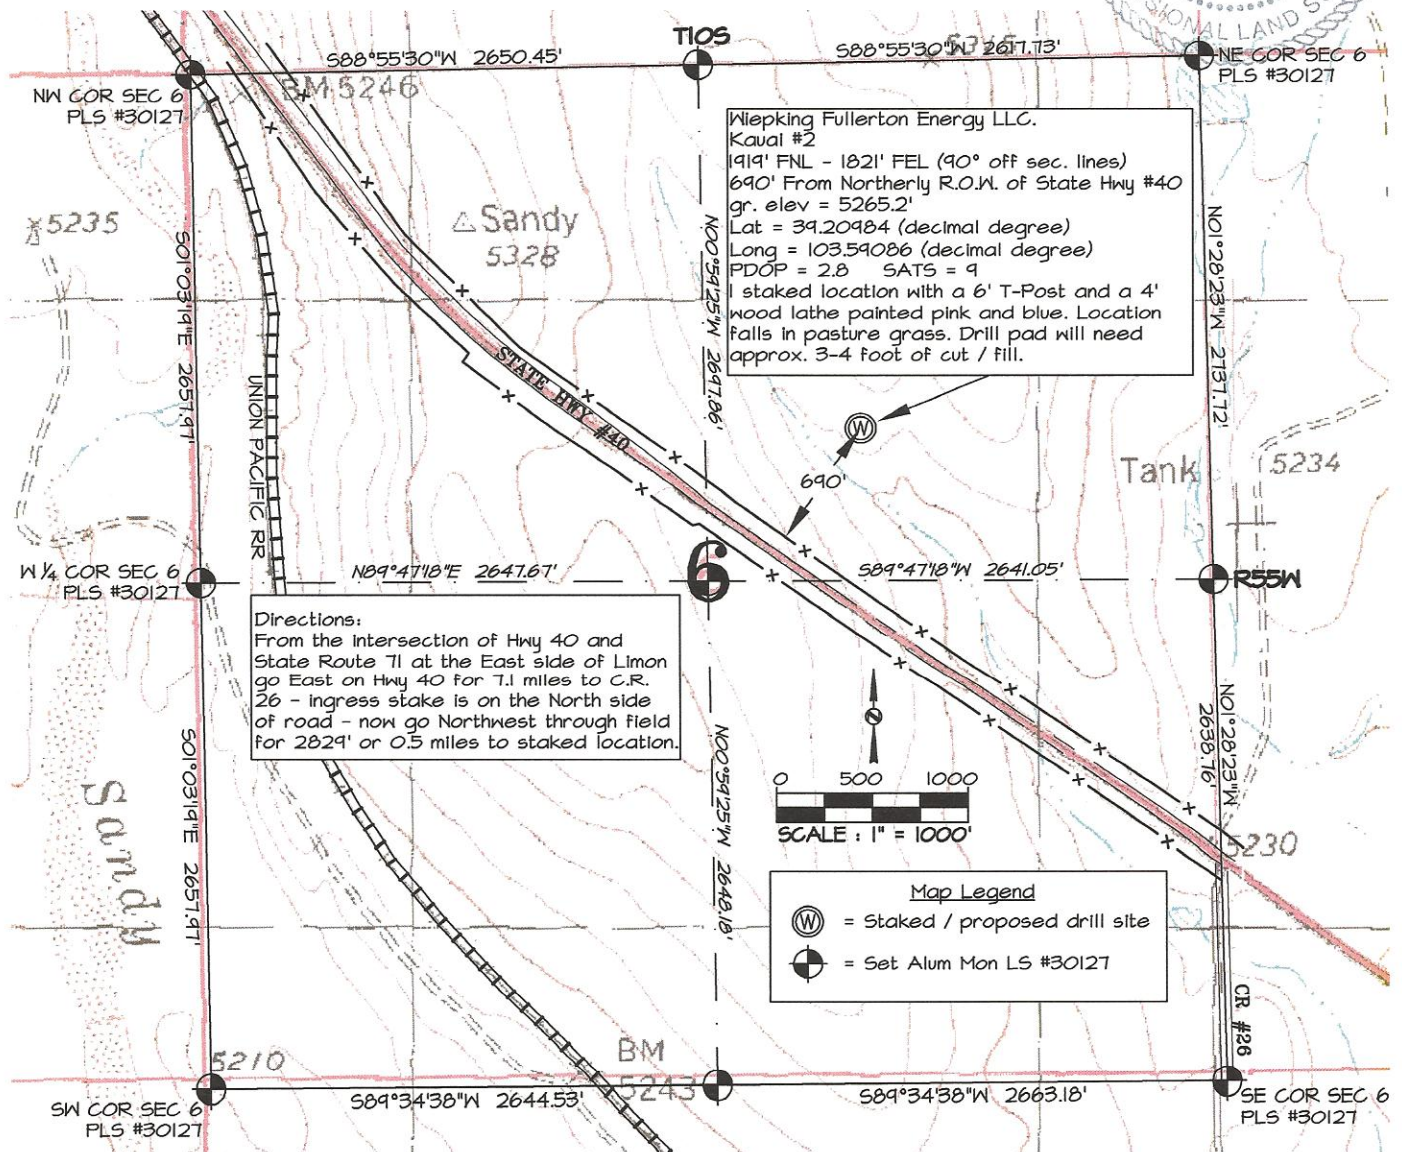 SIONAL LAND S
T10S
S88°55'30"W 2650.45'
5315
S88°55'30"W 2617.73'
NW COR SEC 6
PLS #30127
BM 5246
NE COR SEC 6
PLS #30127
Wiepking Fullerton Energy LLC.
Kauai #2
1919' FNL - 1821' FEL (90° off sec. lines)
690' From Northerly R.O.W. of State Hwy #40
gr. elev = 5265.2'
Lat = 39.20984 (decimal degree)
Long = 103.59086 (decimal degree)
PDOP = 2.8 SATS = 9
I staked location with a 6' T-Post and a 4'
wood lathe painted pink and blue. Location
falls in pasture grass. Drill pad will need
approx. 3-4 foot of cut / fill.
5235
Sandy
5328
S01°03'19"E 2657.97'
N00°59'25"W 2697.86'
N01°28'23"W 2737.72'
STATE HWY #40
UNION PACIFIC RR
W
690'
Tank
5234
W ¼ COR SEC 6
PLS #30127
N89°47'18"E 2647.67'
6
S89°47'18"W 2641.05'
R55W
Directions:
From the intersection of Hwy 40 and
State Route 71 at the East side of Limon
go East on Hwy 40 for 7.1 miles to C.R.
26 - ingress stake is on the North side
of road - now go Northwest through field
for 2829' or 0.5 miles to staked location.
S01°03'19"E 2657.97'
N00°59'25"W 2648.18'
N01°28'23"W
2638.76'
Sandy
0 500 1000
SCALE : 1" = 1000'
5230
Map Legend
W = Staked / proposed drill site
= Set Alum Mon LS #30127
CR #26
5210
BM
5243
SW COR SEC 6
PLS #30127
S89°34'38"W 2644.53'
S89°34'38"W 2663.18'
SE COR SEC 6
PLS #30127